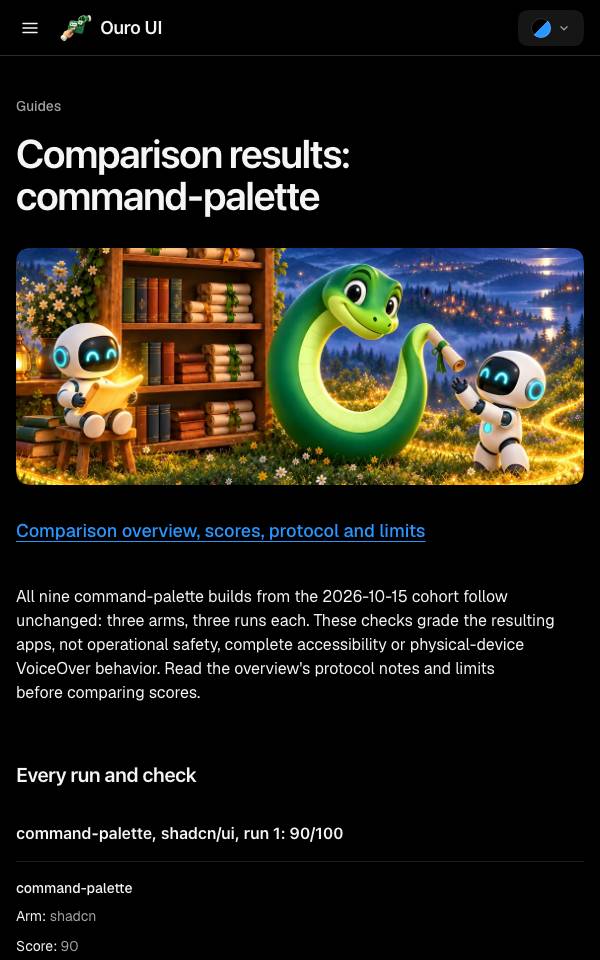 Ouro UI
Guides
Comparison results:
command-palette
Comparison overview, scores, protocol and limits
All nine command-palette builds from the 2026-10-15 cohort follow
unchanged: three arms, three runs each. These checks grade the resulting
apps, not operational safety, complete accessibility or physical-device
VoiceOver behavior. Read the overview's protocol notes and limits
before comparing scores.
Every run and check
command-palette, shadcn/ui, run 1: 90/100
command-palette
Arm: shadcn
Score: 90